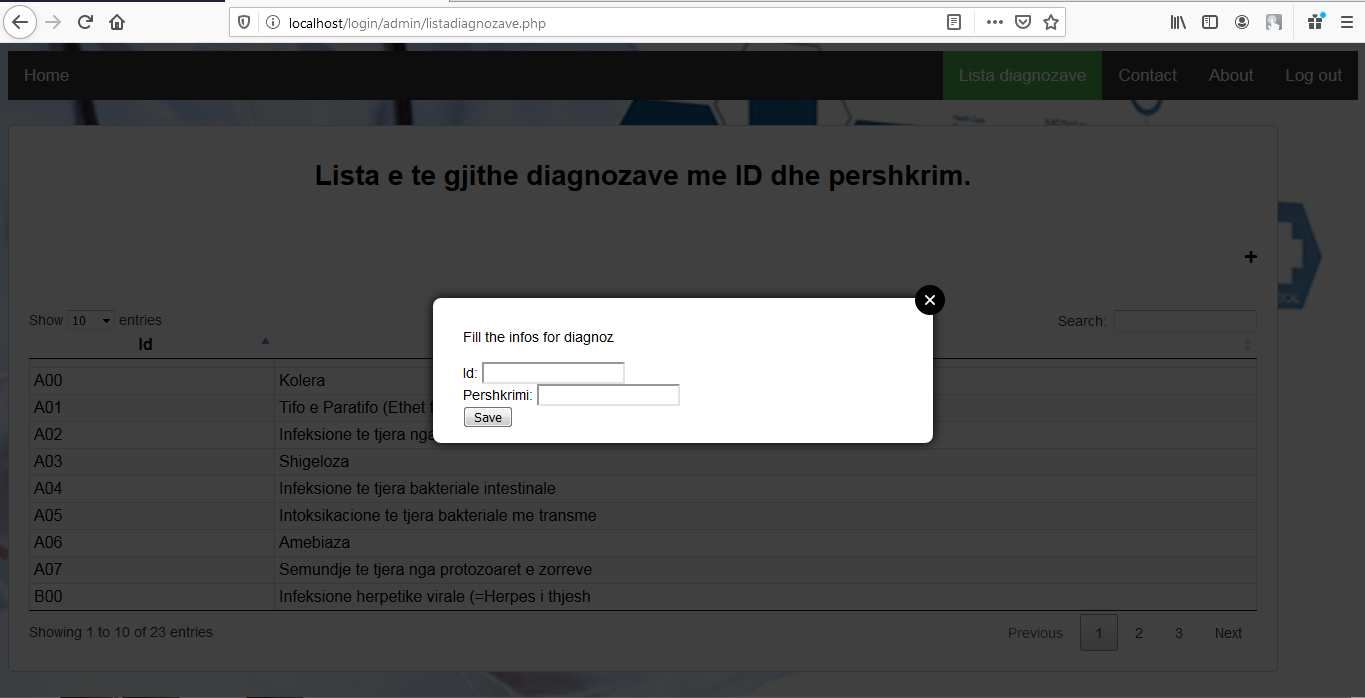 localhost/login/admin/listadiagnozave.php
Home Lista diagnozave Contact About Log out
Lista e te gjithe diagnozave me ID dhe pershkrim.
+
Show 10 entries Search:
Id
Fill the infos for diagnoz
Id:
Pershkrimi:
Save
A00 Kolera
A01 Tifo e Paratifo (Ethet
A02 Infeksione te tjera nga
A03 Shigeloza
A04 Infeksione te tjera bakteriale intestinale
A05 Intoksikacione te tjera bakteriale me transme
A06 Amebiaza
A07 Semundje te tjera nga protozoaret e zorreve
B00 Infeksione herpetike virale (=Herpes i thjesh
Showing 1 to 10 of 23 entries Previous 1 2 3 Next